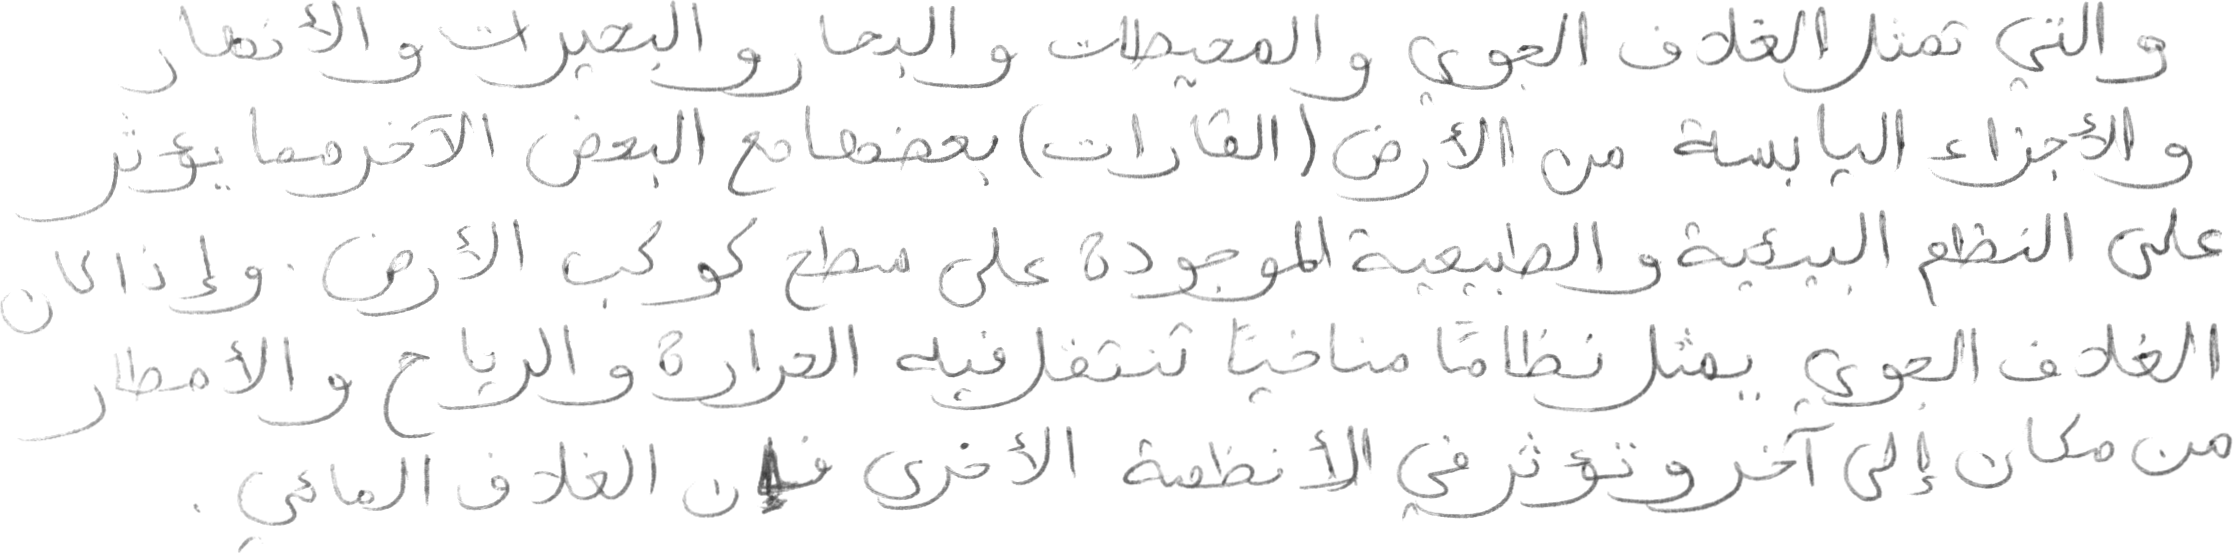 والتي تمثل الغلاف الجوي والمحيطات والبحار والبحيرات والأنهار
والأجزاء اليابسة من الأرض (القارات) بعضها مع البعض الآخر مما يؤثر
على النظم البيئية والطبيعية الموجودة على سطح كوكب الأرض. وإذا كان
الغلاف الجوي يمثل نظامًا مناخيًا تنتقل فيه الحرارة والرياح والأمطار
من مكان إلى آخر وتؤثر في الأنظمة الأخرى فإن الغلاف المائي.